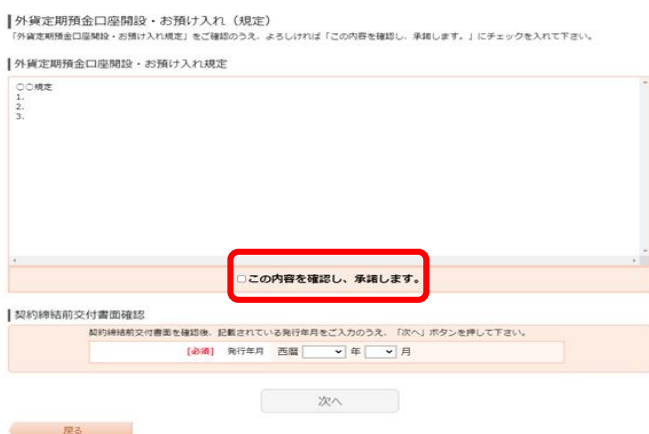 外貨定期預金口座開設・お預け入れ（規定）
「外貨定期預金口座開設・お預け入れ規定」をご確認のうえ、よろしければ「この内容を確認し、承諾します。」にチェックを入れて下さい。
外貨定期預金口座開設・お預け入れ規定
○○規定
1.
2.
3.
この内容を確認し、承諾します。
契約締結前交付書面確認
契約締結前交付書面を確認後、記載されている発行年月をご入力のうえ、「次へ」ボタンを押して下さい。
[必須] 発行年月 西暦 年 月
次へ
戻る